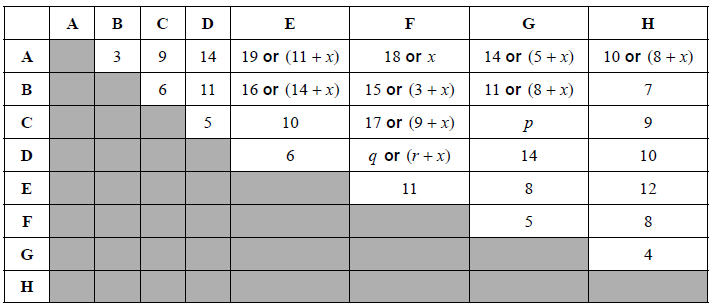 A B C D E F G H
A 3 9 14 19 or (11 + x) 18 or x 14 or (5 + x) 10 or (8 + x)
B 6 11 16 or (14 + x) 15 or (3 + x) 11 or (8 + x) 7
C 5 10 17 or (9 + x) p 9
D 6 q or (r + x) 14 10
E 11 8 12
F 5 8
G 4
H